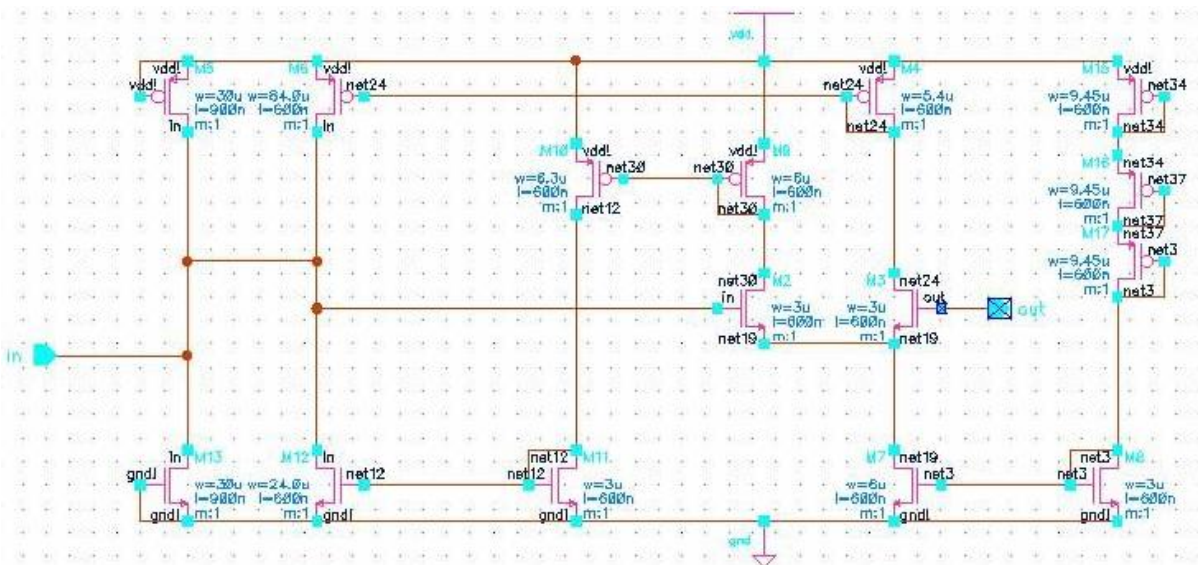 vdd!
M5
vdd!
w=30u
l=900n
m:1
In
M6
vdd!
net24
w=84.0u
l=600n
m:1
In
M10
vdd!
net30
w=6.3u
l=600n
m:1
net12
M9
vdd!
net30
w=6u
l=600n
m:1
net30
M4
vdd!
net24
w=5.4u
l=600n
m:1
net24
M15
vdd!
net34
w=9.45u
l=600n
m:1
net34
M16
net34
net37
w=9.45u
l=600n
m:1
net37
M17
net37
net3
w=9.45u
l=600n
m:1
net3
M2
net30
in
w=3u
l=600n
m:1
net19
M3
net24
out
w=3u
l=600n
m:1
net19
out
in
M13
In
gnd!
w=30u
l=900n
m:1
gnd!
M12
In
net12
w=24.0u
l=600n
m:1
gnd!
M11
net12
net12
w=3u
l=600n
m:1
gnd!
M7
net19
net3
w=6u
l=600n
m:1
gnd!
M8
net3
net3
w=3u
l=600n
m:1
gnd!
gnd